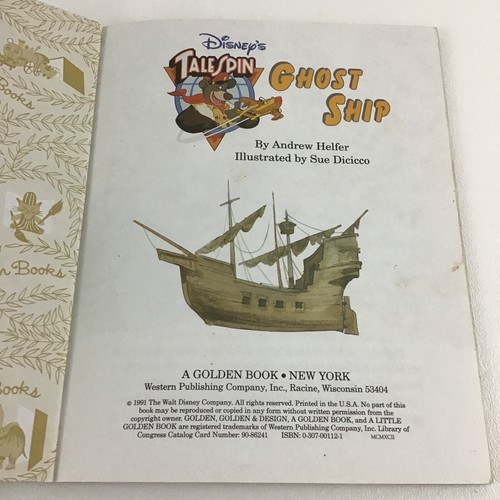 Disney's
TALESPIN
GHOST
SHIP
By Andrew Helfer
Illustrated by Sue Dicicco
Books
n Books
Books
A GOLDEN BOOK • NEW YORK
Western Publishing Company, Inc., Racine, Wisconsin 53404
© 1991 The Walt Disney Company. All rights reserved. Printed in the U.S.A. No part of this
book may be reproduced or copied in any form without written permission from the
copyright owner. GOLDEN, GOLDEN & DESIGN, A GOLDEN BOOK, and A LITTLE
GOLDEN BOOK are registered trademarks of Western Publishing Company, Inc. Library of
Congress Catalog Card Number: 90-86241 ISBN: 0-307-00112-1 MCMXCII